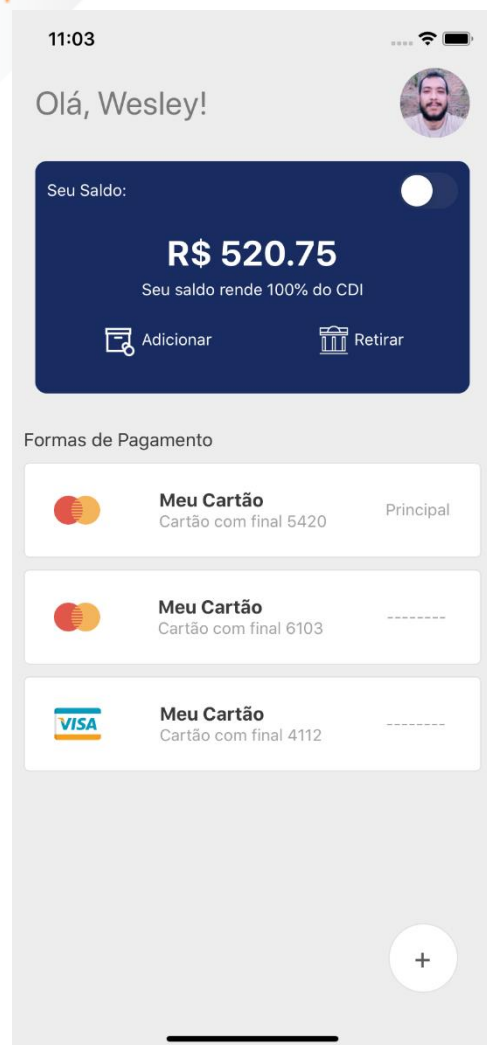 11:03
Olá, Wesley!
Seu Saldo:
R$ 520.75
Seu saldo rende 100% do CDI
Adicionar
Retirar
Formas de Pagamento
Meu Cartão
Cartão com final 5420
Principal
Meu Cartão
Cartão com final 6103
--------
VISA
Meu Cartão
Cartão com final 4112
--------
+